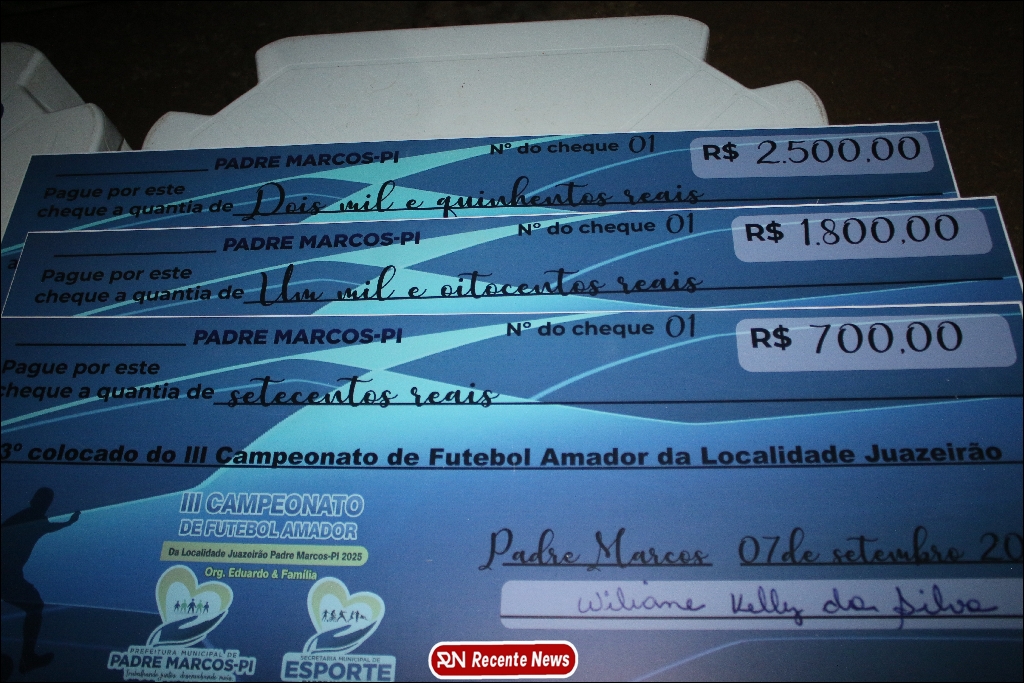 PADRE MARCOS-PI Nº do cheque 01 R$ 2.500,00
Pague por este
cheque a quantia de Dois mil e quinhentos reais
PADRE MARCOS-PI Nº do cheque 01 R$ 1.800,00
Pague por este
cheque a quantia de Um mil e oitocentos reais
PADRE MARCOS-PI Nº do cheque 01 R$ 700,00
Pague por este
cheque a quantia de setecentos reais
3º colocado do III Campeonato de Futebol Amador da Localidade Juazeirão
III CAMPEONATO
DE FUTEBOL AMADOR
Da Localidade Juazeirão Padre Marcos-PI 2025
Org. Eduardo & Família
Padre Marcos 07 de setembro 20
Wiliane Kelly da Silva
PREFEITURA MUNICIPAL DE
PADRE MARCOS-PI
SECRETARIA MUNICIPAL DE
ESPORTE
RN Recente News